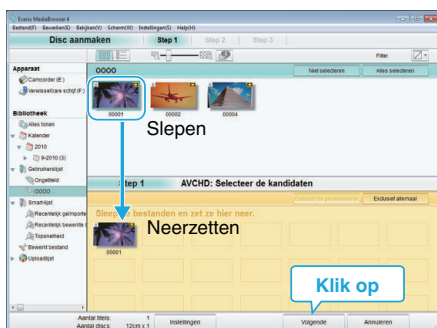 Everio MediaBrowser 4
Bestand(F) Bewerken(E) Bekijken(V) Scherm(W) Instellingen(S) Help(H)
Disc aanmaken Step 1 Step 2 Step 3
Filter
Apparaat
Camcorder (E:)
Verwisselbare schijf (F:)
Bibliotheek
Alles tonen
Kalender
2010
9-2010 (3)
Gebruikerslijst
Ongetiteld
0000
Smartlijst
Recentelijk geïmporte
Recentelijk bewerkte
Topsnelheid
Bewerkt bestand
Uploadlijst
0000 Niet selecteren Alles selecteren
00001 00002 00004
Slepen
Step 1 AVCHD: Selecteer de kandidaten
Exclusief allemaal
Sleep de bestanden en zet ze hier neer.
Neerzetten
00001
Klik op
Aantal titels: 1
Aantal discs 12cm x 1
Instellingen Volgende Annuleren